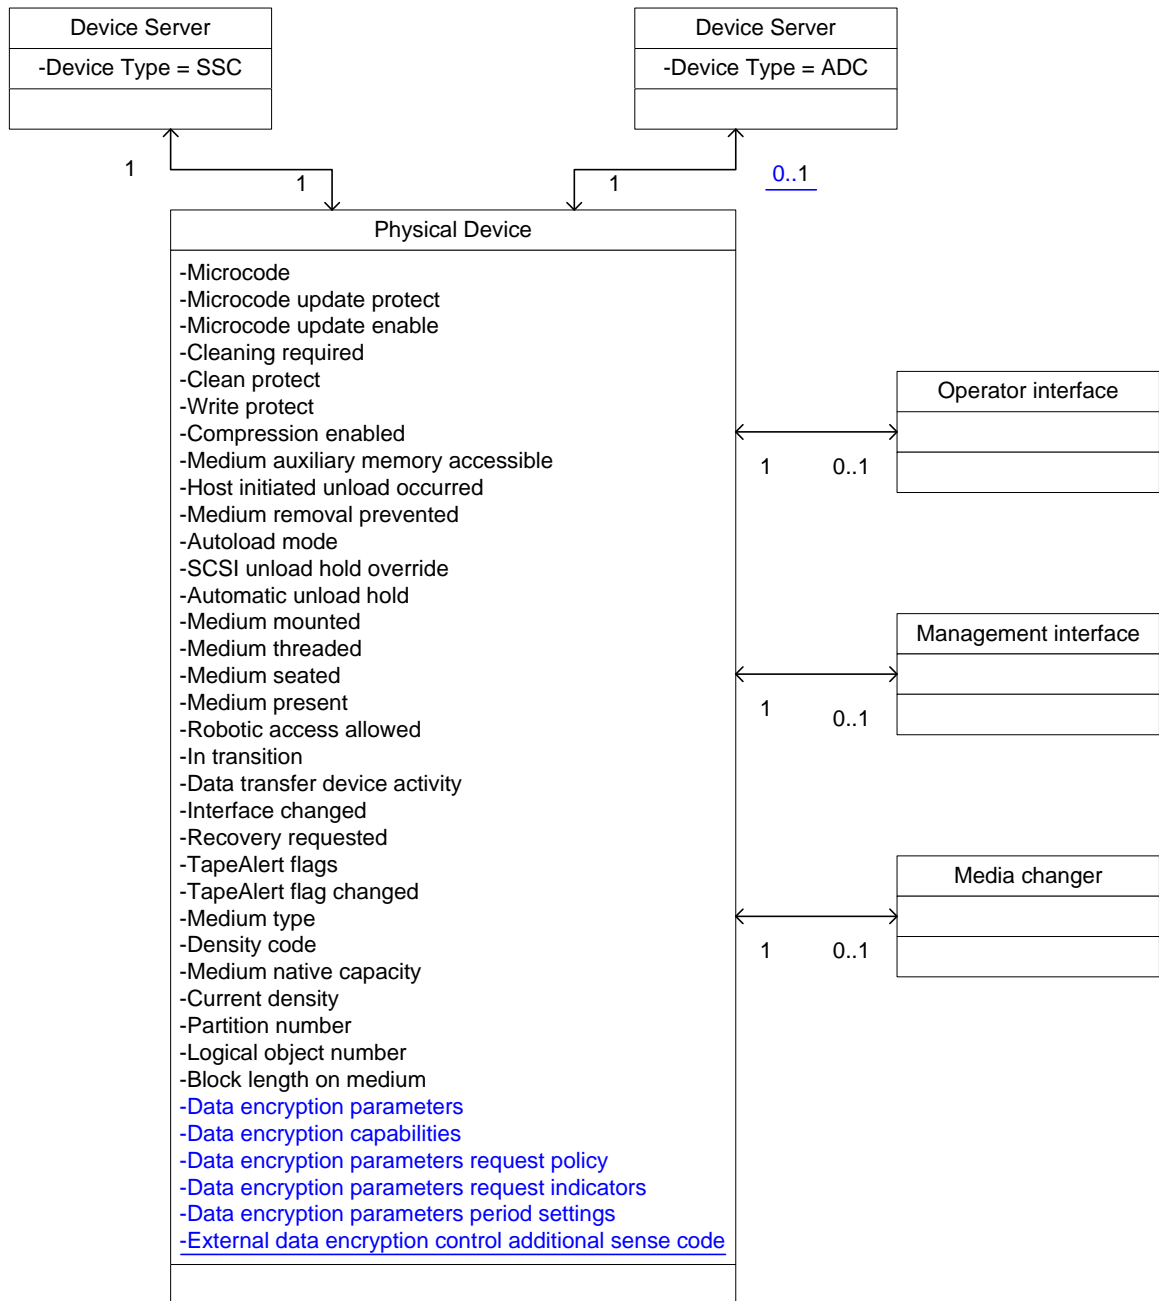 Device Server
-Device Type = SSC
Device Server
-Device Type = ADC
1
1
1
0..1
Physical Device
-Microcode
-Microcode update protect
-Microcode update enable
-Cleaning required
-Clean protect
-Write protect
-Compression enabled
-Medium auxiliary memory accessible
-Host initiated unload occurred
-Medium removal prevented
-Autoload mode
-SCSI unload hold override
-Automatic unload hold
-Medium mounted
-Medium threaded
-Medium seated
-Medium present
-Robotic access allowed
-In transition
-Data transfer device activity
-Interface changed
-Recovery requested
-TapeAlert flags
-TapeAlert flag changed
-Medium type
-Density code
-Medium native capacity
-Current density
-Partition number
-Logical object number
-Block length on medium
-Data encryption parameters
-Data encryption capabilities
-Data encryption parameters request policy
-Data encryption parameters request indicators
-Data encryption parameters period settings
-External data encryption control additional sense code
Operator interface
1
0..1
Management interface
1
0..1
Media changer
1
0..1